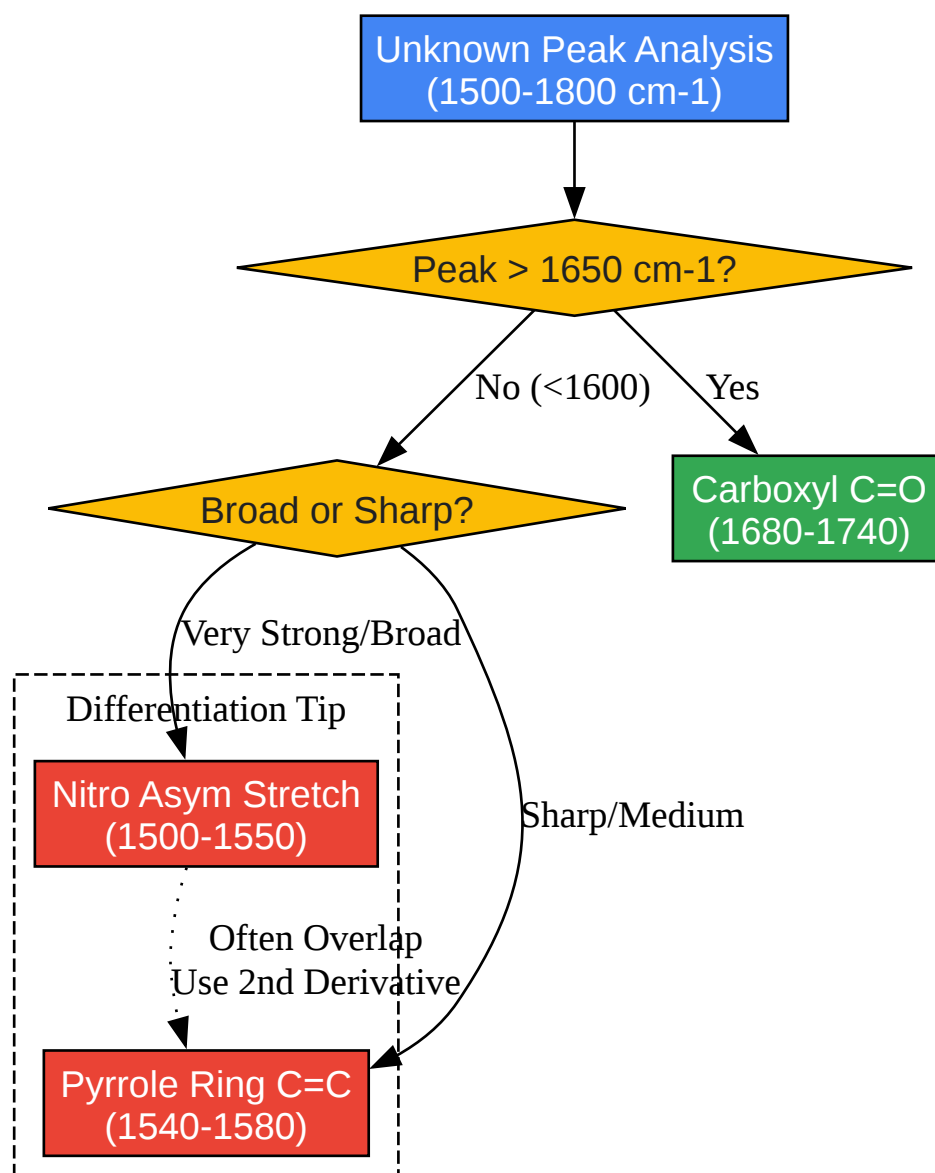 Unknown Peak Analysis
(1500-1800 cm-1)
Peak > 1650 cm-1?
No (<1600)
Yes
Broad or Sharp?
Carboxyl C=O
(1680-1740)
Very Strong/Broad
Differentiation Tip
Nitro Asym Stretch
(1500-1550)
Sharp/Medium
Often Overlap
Use 2nd Derivative
Pyrrole Ring C=C
(1540-1580)